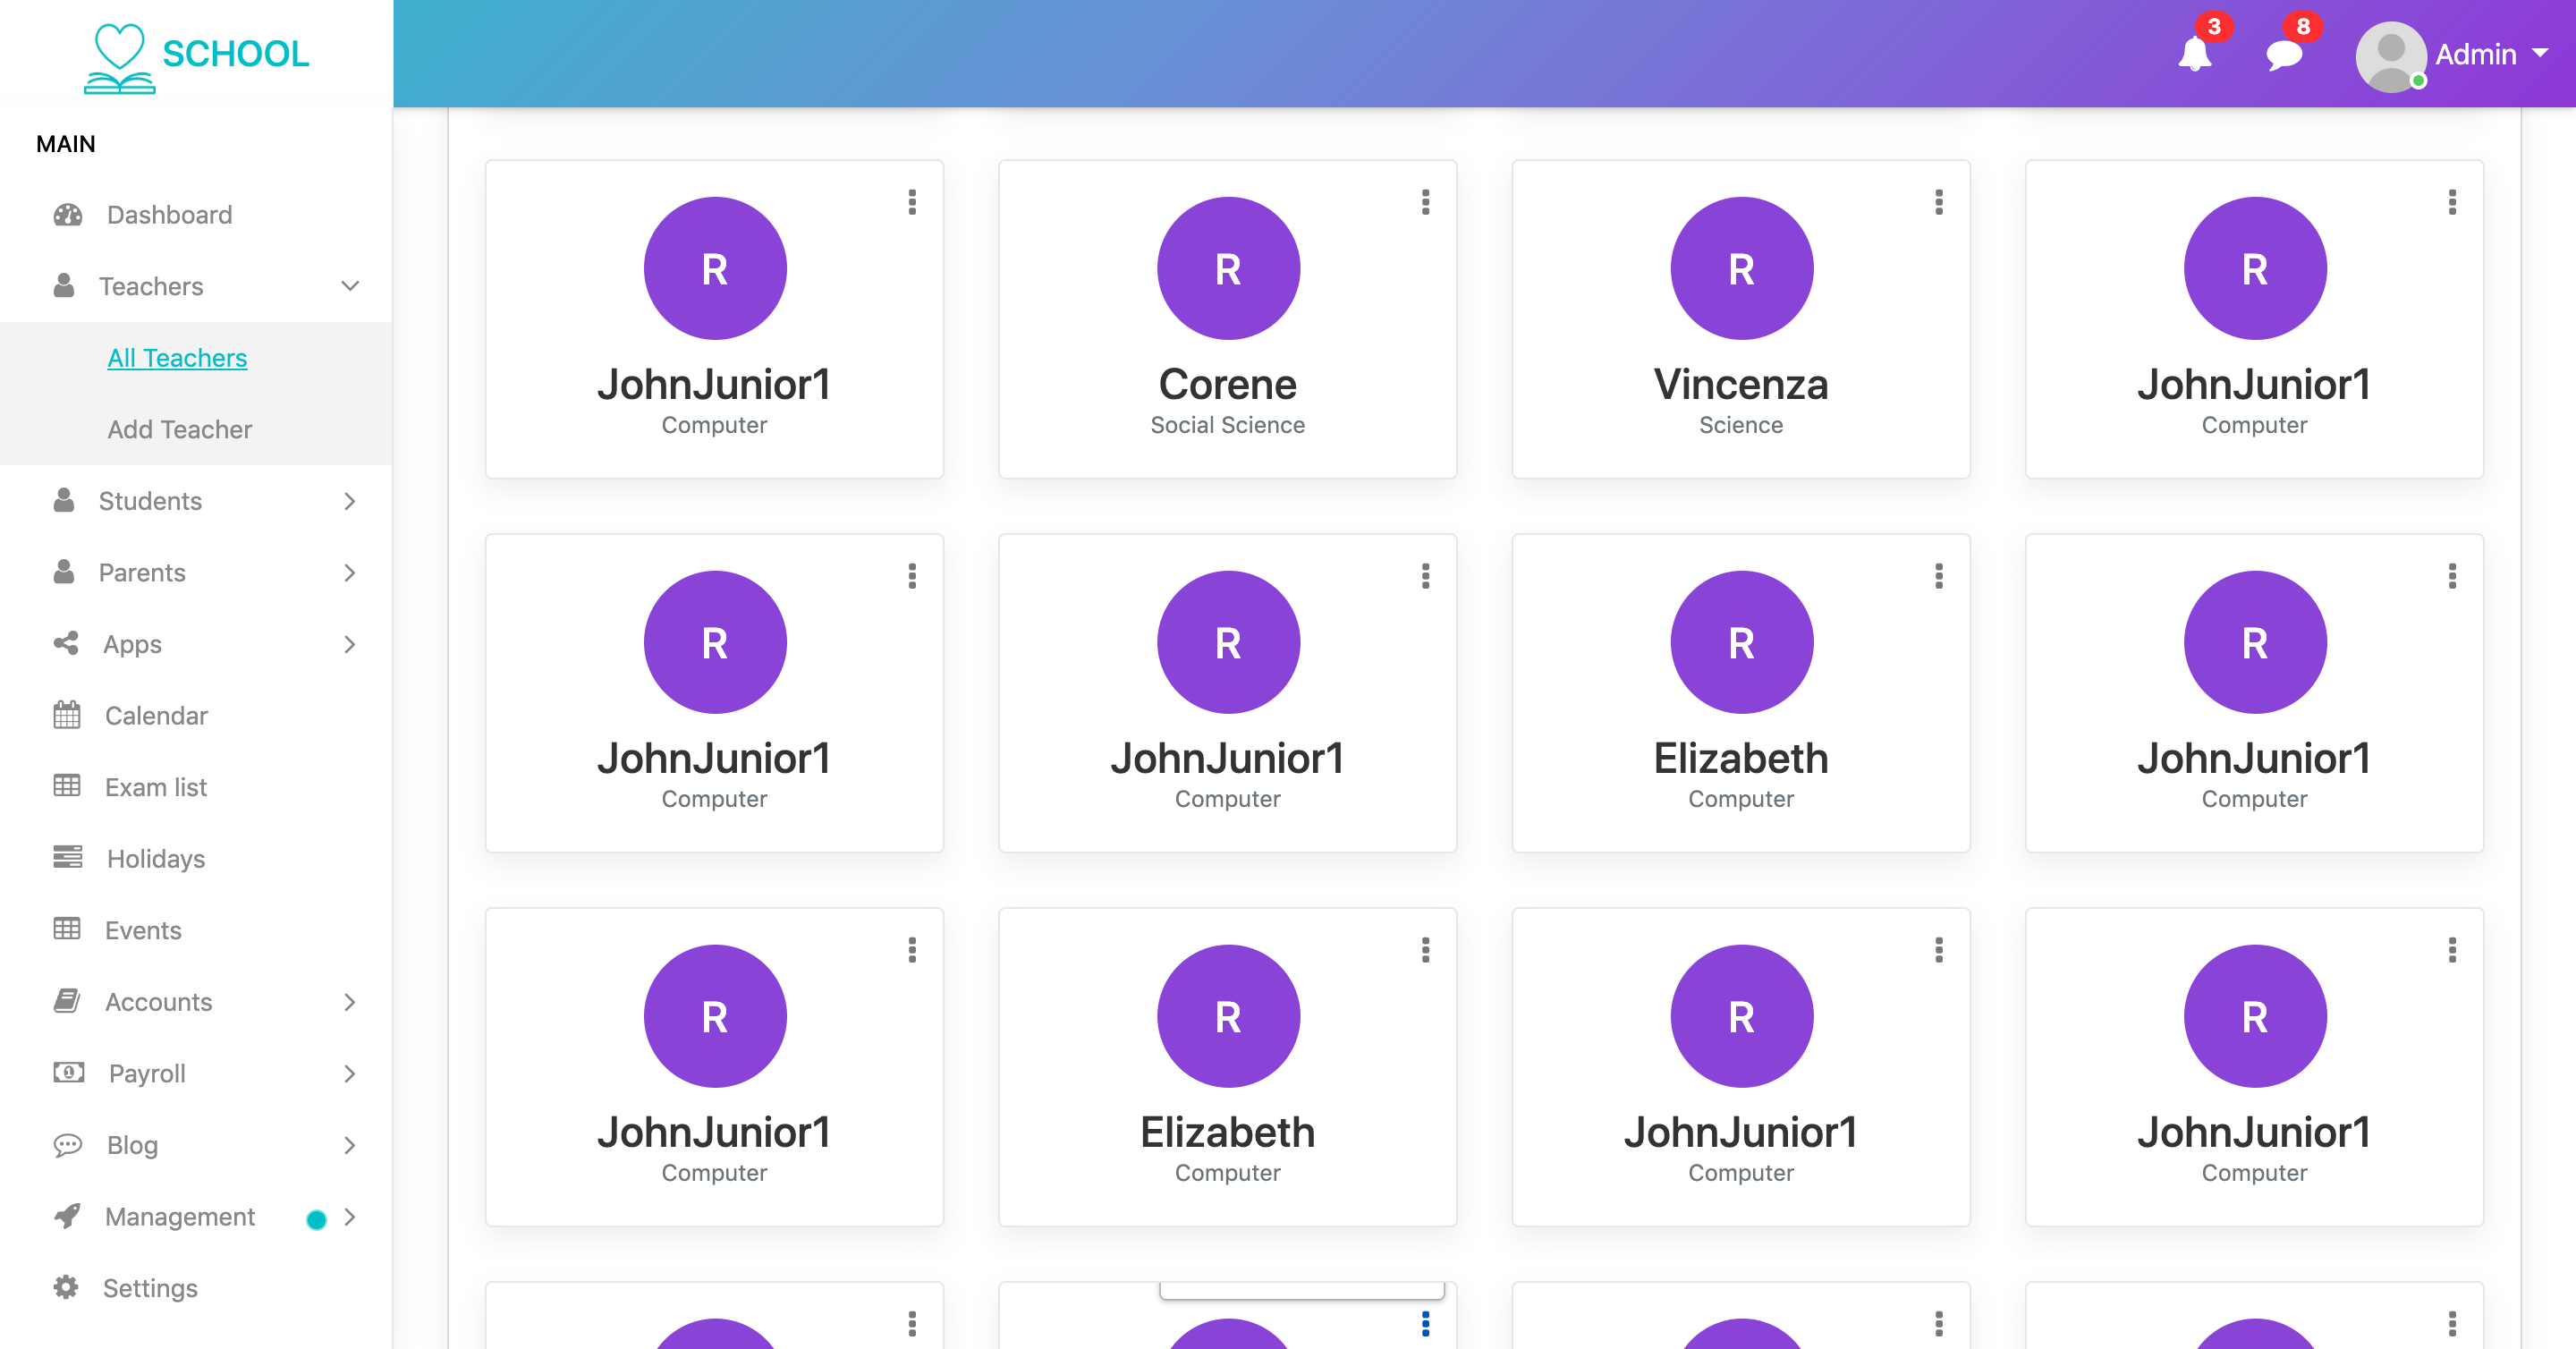 SCHOOL
3
8
Admin
MAIN
Dashboard
Teachers
All Teachers
Add Teacher
Students
Parents
Apps
Calendar
Exam list
Holidays
Events
Accounts
Payroll
Blog
Management
Settings
R
R
R
R
JohnJunior1
Corene
Vincenza
JohnJunior1
Computer
Social Science
Science
Computer
R
R
R
R
JohnJunior1
JohnJunior1
Elizabeth
JohnJunior1
Computer
Computer
Computer
Computer
R
R
R
R
JohnJunior1
Elizabeth
JohnJunior1
JohnJunior1
Computer
Computer
Computer
Computer